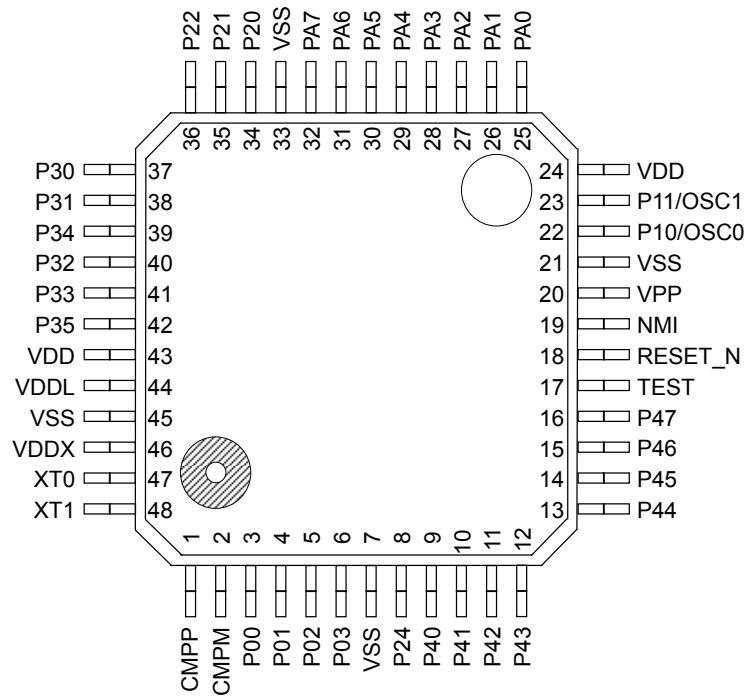 P22 P21 P20 VSS PA7 PA6 PA5 PA4 PA3 PA2 PA1 PA0
36 35 34 33 32 31 30 29 28 27 26 25
P30 37 24 VDD
P31 38 23 P11/OSC1
P34 39 22 P10/OSC0
P32 40 21 VSS
P33 41 20 VPP
P35 42 19 NMI
VDD 43 18 RESET_N
VDDL 44 17 TEST
VSS 45 16 P47
VDDX 46 15 P46
XT0 47 14 P45
XT1 48 13 P44
1 2 3 4 5 6 7 8 9 10 11 12
CMPP CMPM P00 P01 P02 P03 VSS P24 P40 P41 P42 P43